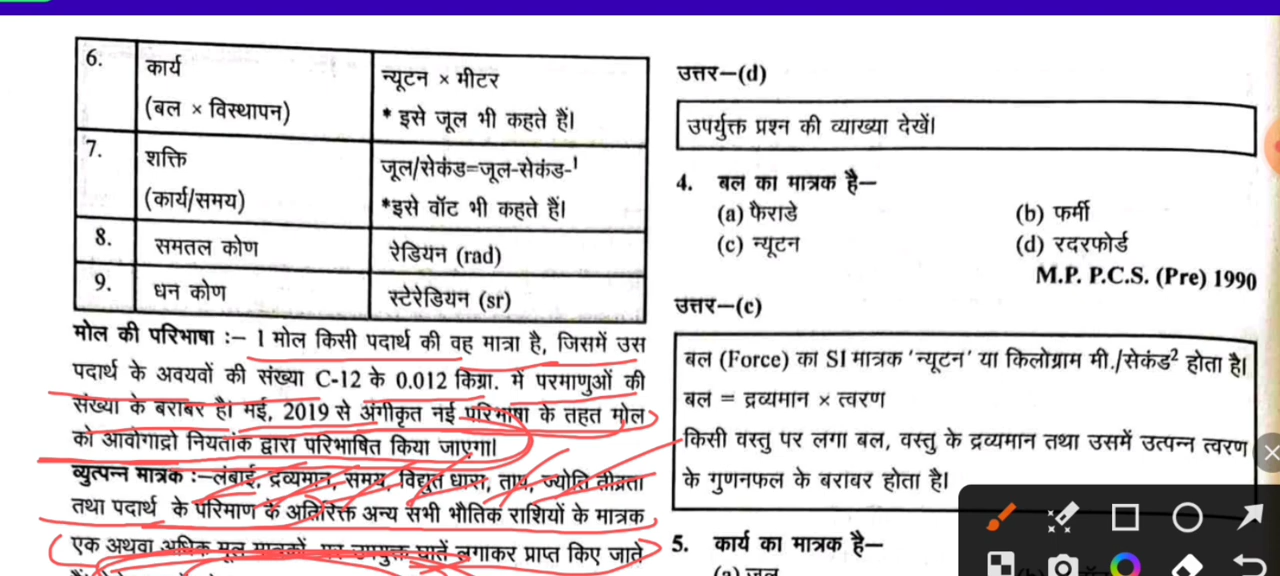 6. कार्य न्यूटन × मीटर
(बल × विस्थापन) * इसे जूल भी कहते हैं।
7. शक्ति जूल/सेकंड=जूल-सेकंड-¹
(कार्य/समय) *इसे वॉट भी कहते हैं।
8. समतल कोण रेडियन (rad)
9. धन कोण स्टेरेडियन (sr)
मोल की परिभाषा :– 1 मोल किसी पदार्थ की वह मात्रा है, जिसमें उस
पदार्थ के अवयवों की संख्या C-12 के 0.012 किग्रा. में परमाणुओं की
संख्या के बराबर है। मई, 2019 से अंगीकृत नई परिभाषा के तहत मोल
को आवोगाद्रो नियतांक द्वारा परिभाषित किया जाएगा।
व्युत्पन्न मात्रक :–लंबाई, द्रव्यमान, समय, विद्युत धारा, ताप, ज्योति तीव्रता
तथा पदार्थ के परिमाण के अतिरिक्त अन्य सभी भौतिक राशियों के मात्रक
एक अथवा अधिक मूल मात्रकों पर उपयुक्त घातें लगाकर प्राप्त किए जाते
उत्तर–(d)
उपर्युक्त प्रश्न की व्याख्या देखें।
4. बल का मात्रक है–
(a) फैराडे (b) फर्मी
(c) न्यूटन (d) रदरफोर्ड
M.P. P.C.S. (Pre) 1990
उत्तर–(c)
बल (Force) का SI मात्रक 'न्यूटन' या किलोग्राम मी./सेकंड² होता है।
बल = द्रव्यमान × त्वरण
किसी वस्तु पर लगा बल, वस्तु के द्रव्यमान तथा उसमें उत्पन्न त्वरण
के गुणनफल के बराबर होता है।
5. कार्य का मात्रक है–
(a) जूल